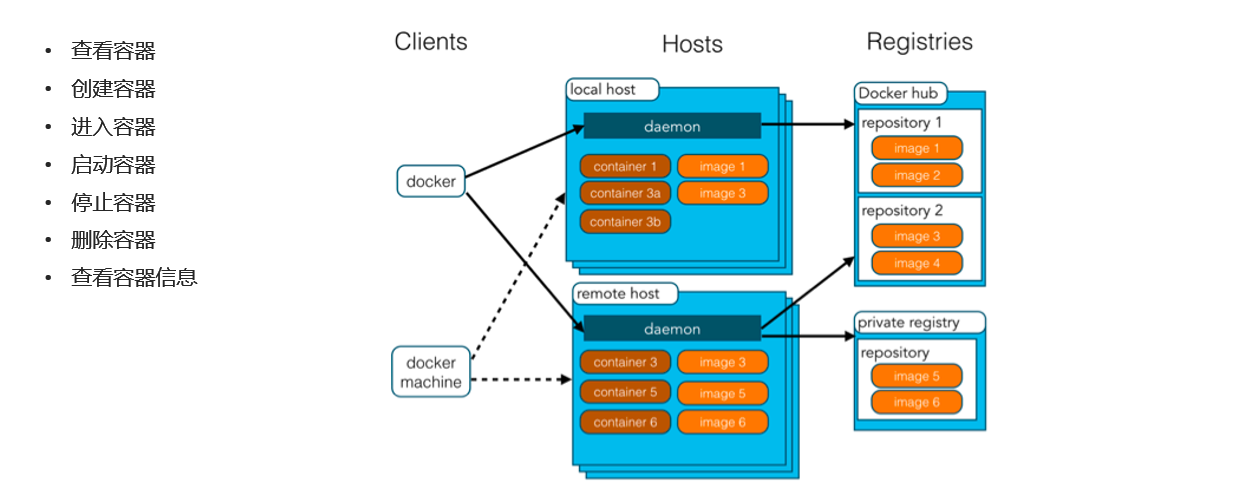 • 查看容器
• 创建容器
• 进入容器
• 启动容器
• 停止容器
• 删除容器
• 查看容器信息
Clients
Hosts
Registries
docker
docker
machine
local host
daemon
container 1
image 1
container 3a
image 3
container 3b
remote host
daemon
container 3
image 3
container 5
image 5
container 6
image 6
Docker hub
repository 1
image 1
image 2
repository 2
image 3
image 4
private registry
repository
image 5
image 6